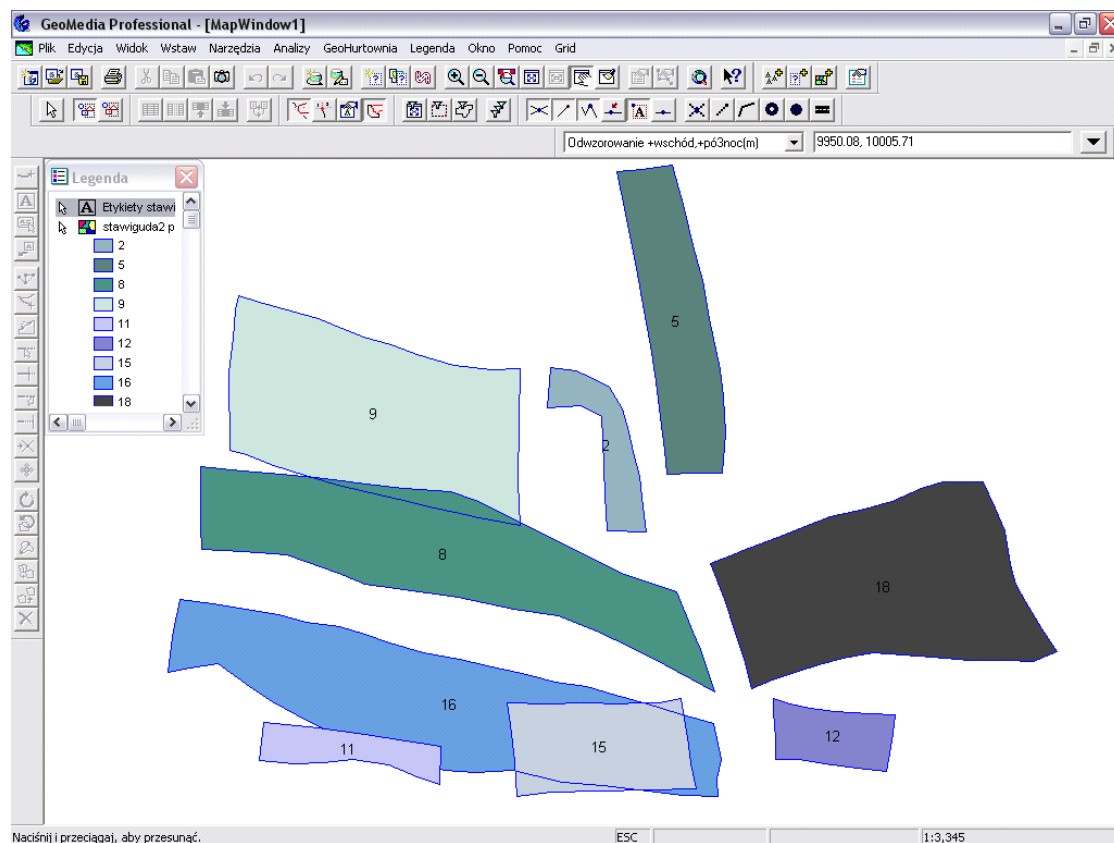 GeoMedia Professional - [MapWindow1]
Plik Edycja Widok Wstaw Narzędzia Analizy GeoHurtownia Legenda Okno Pomoc Grid
Odwzorowanie +wschód,+pó3noc(m) 9950.08, 10005.71
Legenda
A Etykiety stawi
stawiguda2 p
2
5
8
9
11
12
15
16
18
5
9
2
8
18
16
15
12
11
Naciśnij i przeciągaj, aby przesunąć. ESC 1:3,345